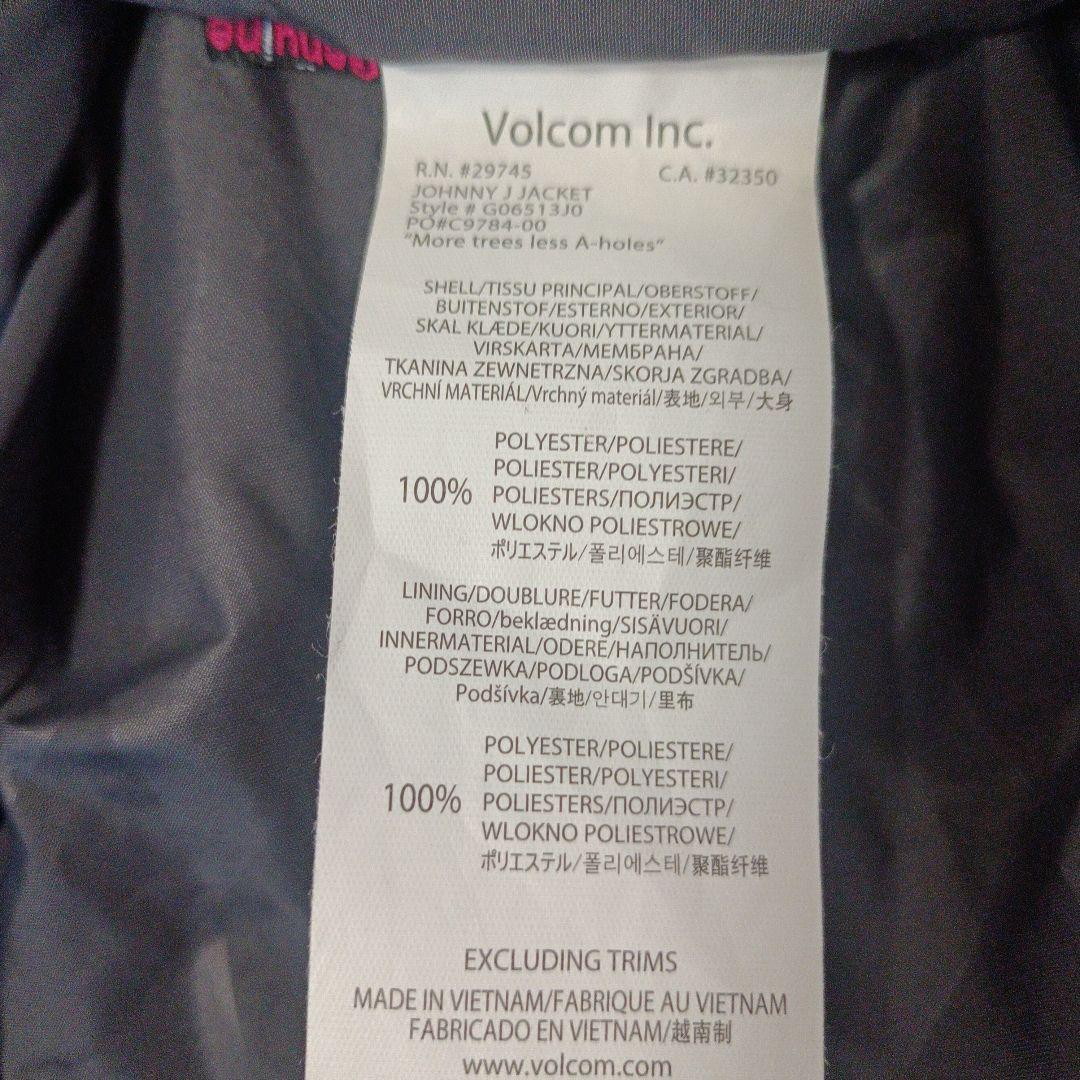 Genuine
Volcom Inc.
R.N. #29745 C.A. #32350
JOHNNY J JACKET
Style # G06513J0
PO#C9784-00
"More trees less A-holes"
SHELL/TISSU PRINCIPAL/OBERSTOFF/
BUITENSTOF/ESTERNO/EXTERIOR/
SKAL KLÆDE/KUORI/YTTERMATERIAL/
VIRSKARTA/МЕМБРАНА/
TKANINA ZEWNETRZNA/SKORJA ZGRADBA/
VRCHNÍ MATERIÁL/Vrchný materiál/表地/외부/大身
POLYESTER/POLIESTERE/
POLIESTER/POLYESTERI/
100% POLIESTERS/ПОЛИЭСТР/
WLOKNO POLIESTROWE/
ポリエステル/폴리에스테/聚酯纤维
LINING/DOUBLURE/FUTTER/FODERA/
FORRO/beklædning/SISÄVUORI/
INNERMATERIAL/ODERE/НАПОЛНИТЕЛЬ/
PODSZEWKA/PODLOGA/PODŠÍVKA/
Podšívka/裏地/안대기/里布
POLYESTER/POLIESTERE/
POLIESTER/POLYESTERI/
100% POLIESTERS/ПОЛИЭСТР/
WLOKNO POLIESTROWE/
ポリエステル/폴리에스테/聚酯纤维
EXCLUDING TRIMS
MADE IN VIETNAM/FABRIQUE AU VIETNAM
FABRICADO EN VIETNAM/越南制
www.volcom.com